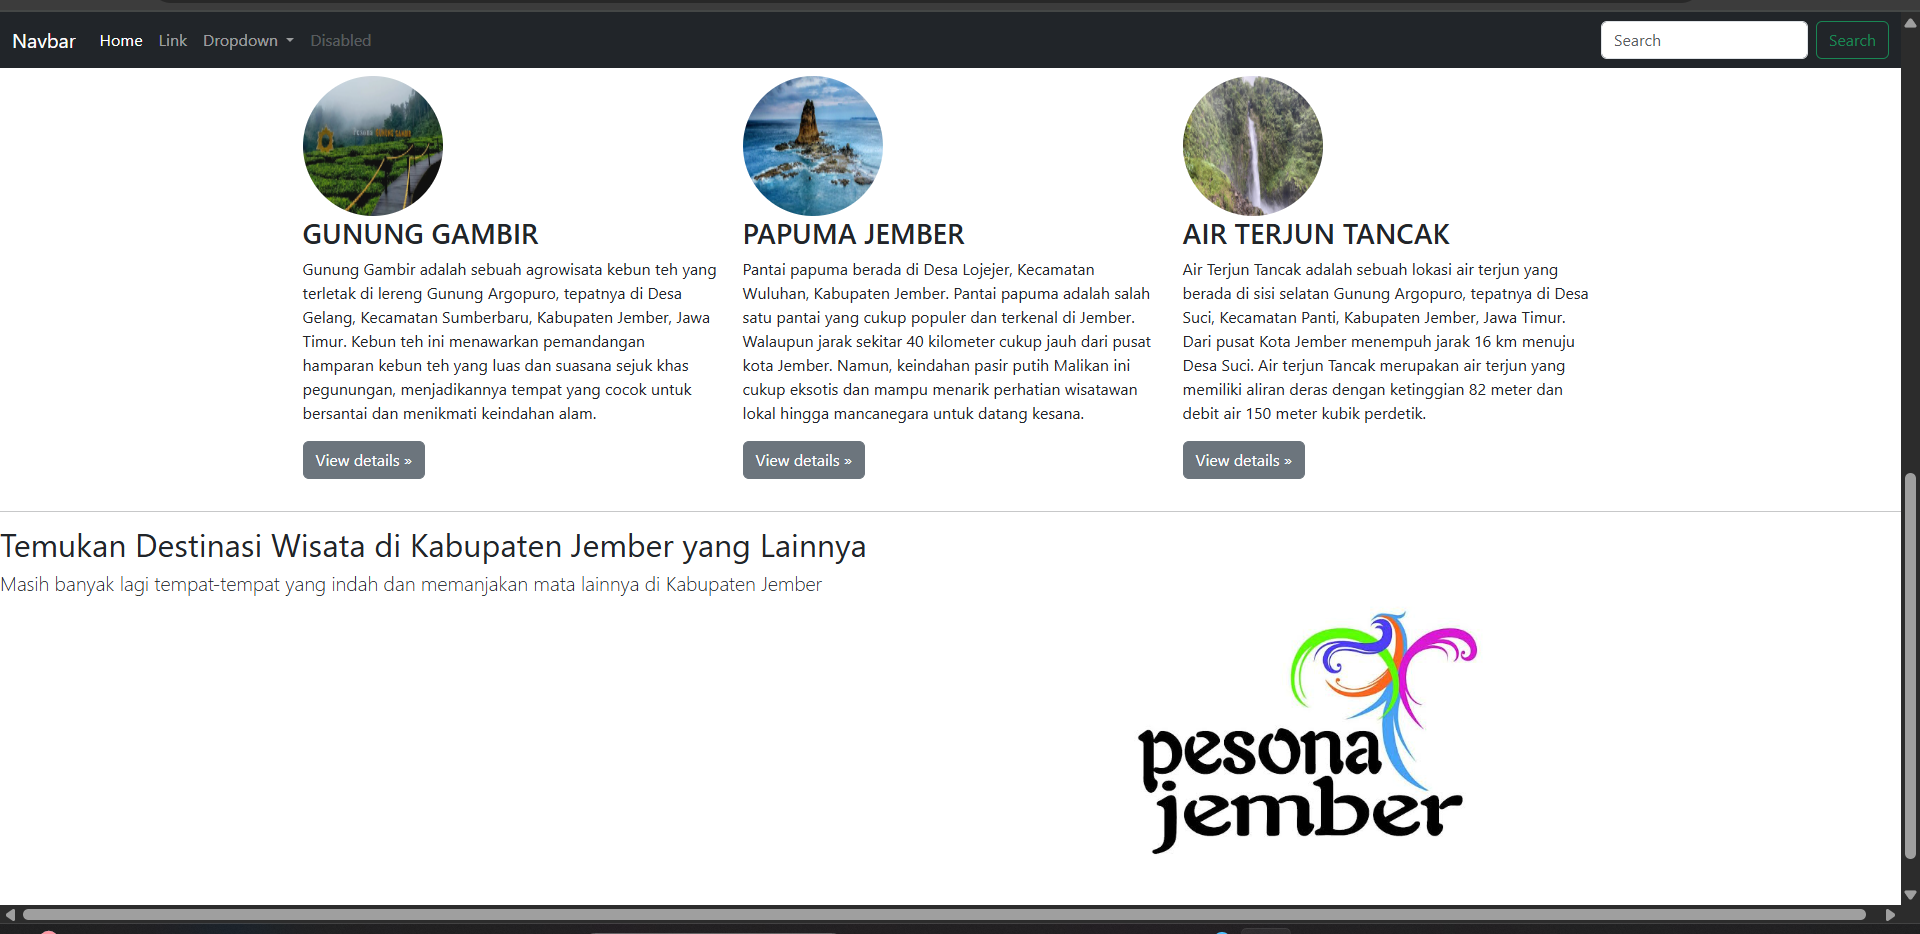 Navbar Home Link Dropdown Disabled Search Search
GUNUNG GAMBIR
Gunung Gambir adalah sebuah agrowisata kebun teh yang
terletak di lereng Gunung Argopuro, tepatnya di Desa
Gelang, Kecamatan Sumberbaru, Kabupaten Jember, Jawa
Timur. Kebun teh ini menawarkan pemandangan
hamparan kebun teh yang luas dan suasana sejuk khas
pegunungan, menjadikannya tempat yang cocok untuk
bersantai dan menikmati keindahan alam.
View details »
PAPUMA JEMBER
Pantai papuma berada di Desa Lojejer, Kecamatan
Wuluhan, Kabupaten Jember. Pantai papuma adalah salah
satu pantai yang cukup populer dan terkenal di Jember.
Walaupun jarak sekitar 40 kilometer cukup jauh dari pusat
kota Jember. Namun, keindahan pasir putih Malikan ini
cukup eksotis dan mampu menarik perhatian wisatawan
lokal hingga mancanegara untuk datang kesana.
View details »
AIR TERJUN TANCAK
Air Terjun Tancak adalah sebuah lokasi air terjun yang
berada di sisi selatan Gunung Argopuro, tepatnya di Desa
Suci, Kecamatan Panti, Kabupaten Jember, Jawa Timur.
Dari pusat Kota Jember menempuh jarak 16 km menuju
Desa Suci. Air terjun Tancak merupakan air terjun yang
memiliki aliran deras dengan ketinggian 82 meter dan
debit air 150 meter kubik perdetik.
View details »
Temukan Destinasi Wisata di Kabupaten Jember yang Lainnya
Masih banyak lagi tempat-tempat yang indah dan memanjakan mata lainnya di Kabupaten Jember
pesona
jember